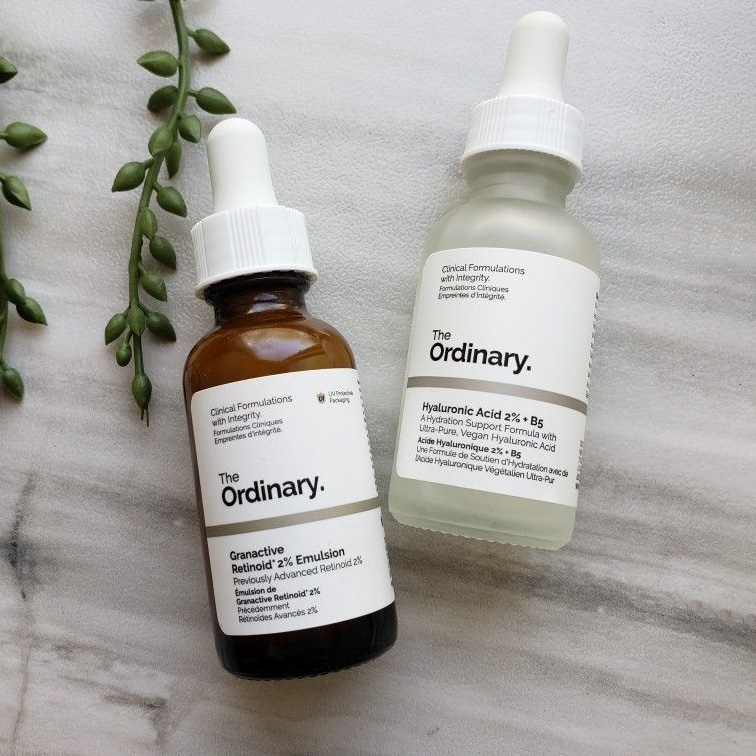 Clinical Formulations
with Integrity.
Formulations Cliniques
Empreintes d'Intégrité.
UV Protective
Packaging
The
Ordinary.
Granactive
Retinoid* 2% Emulsion
Previously Advanced Retinoid 2%
Émulsion de
Granactive Retinoid* 2%
Précédemment
Rétinoïdes Avancés 2%
Clinical Formulations
with Integrity.
Formulations Cliniques
Empreintes d'Intégrité.
The
Ordinary.
Hyaluronic Acid 2% + B5
A Hydration Support Formula with
Ultra-Pure, Vegan Hyaluronic Acid
Acide Hyaluronique 2% + B5
Une Formule de Soutien d'Hydratation avec de
l'Acide Hyaluronique Végétalien Ultra-Pur